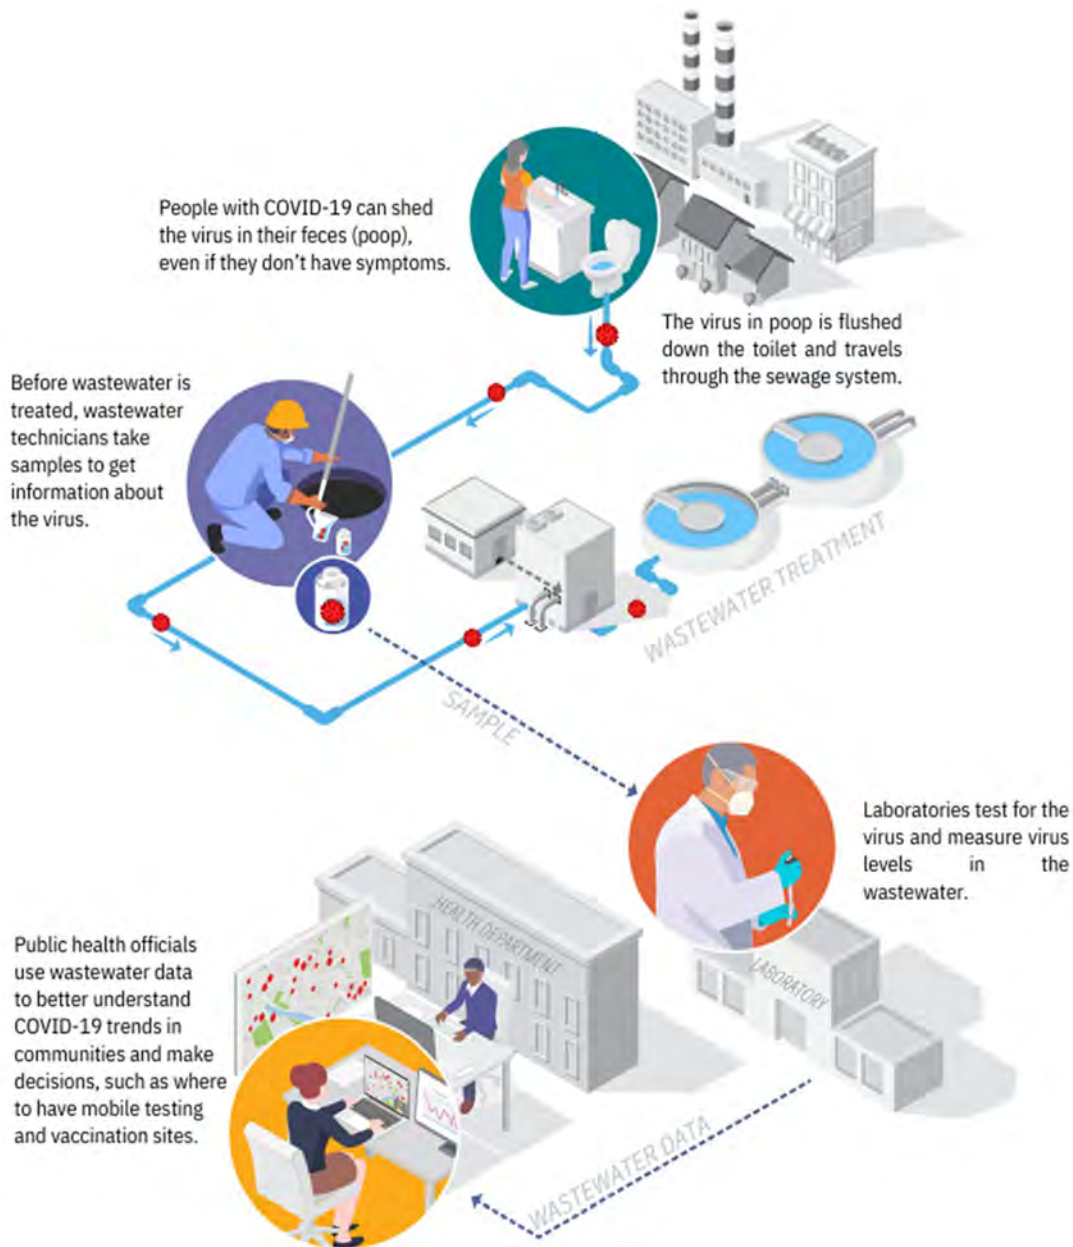 People with COVID-19 can shed
the virus in their feces (poop),
even if they don't have symptoms.
The virus in poop is flushed
down the toilet and travels
through the sewage system.
Before wastewater is
treated, wastewater
technicians take
samples to get
information about
the virus.
WASTEWATER TREATMENT
SAMPLE
Laboratories test for the
virus and measure virus
levels in the
wastewater.
HEALTH DEPARTMENT
LABORATORY
Public health officials
use wastewater data
to better understand
COVID-19 trends in
communities and make
decisions, such as where
to have mobile testing
and vaccination sites.
WASTEWATER DATA